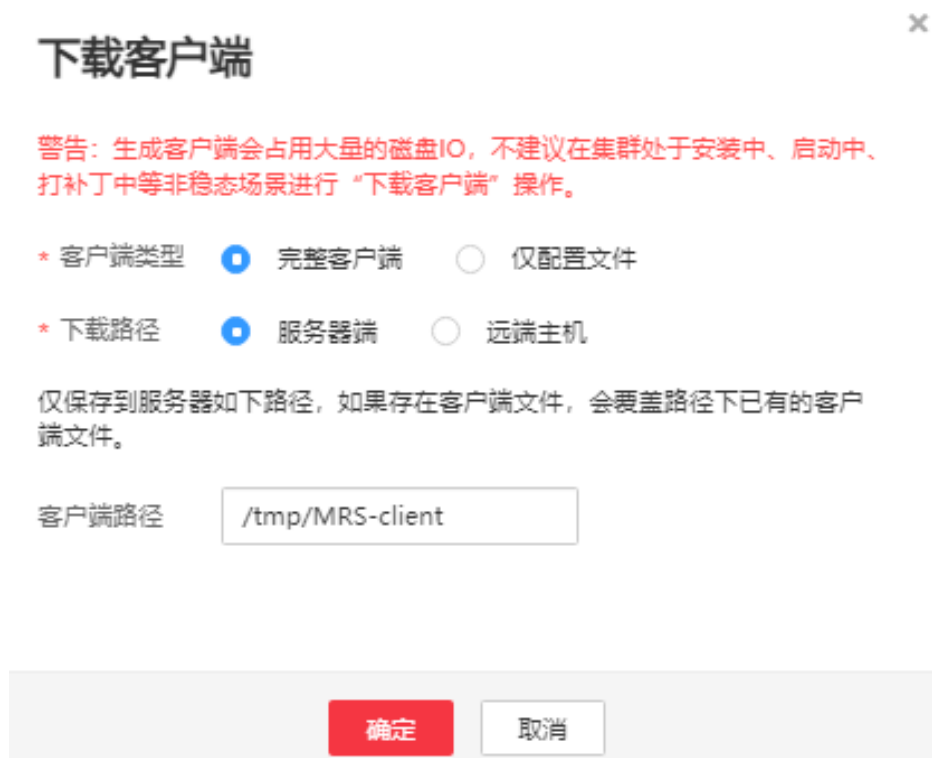 下载客户端
警告：生成客户端会占用大量的磁盘IO，不建议在集群处于安装中、启动中、
打补丁中等非稳态场景进行“下载客户端”操作。
* 客户端类型 完整客户端 仅配置文件
* 下载路径 服务器端 远端主机
仅保存到服务器如下路径，如果存在客户端文件，会覆盖路径下已有的客户
端文件。
客户端路径 /tmp/MRS-client
确定 取消